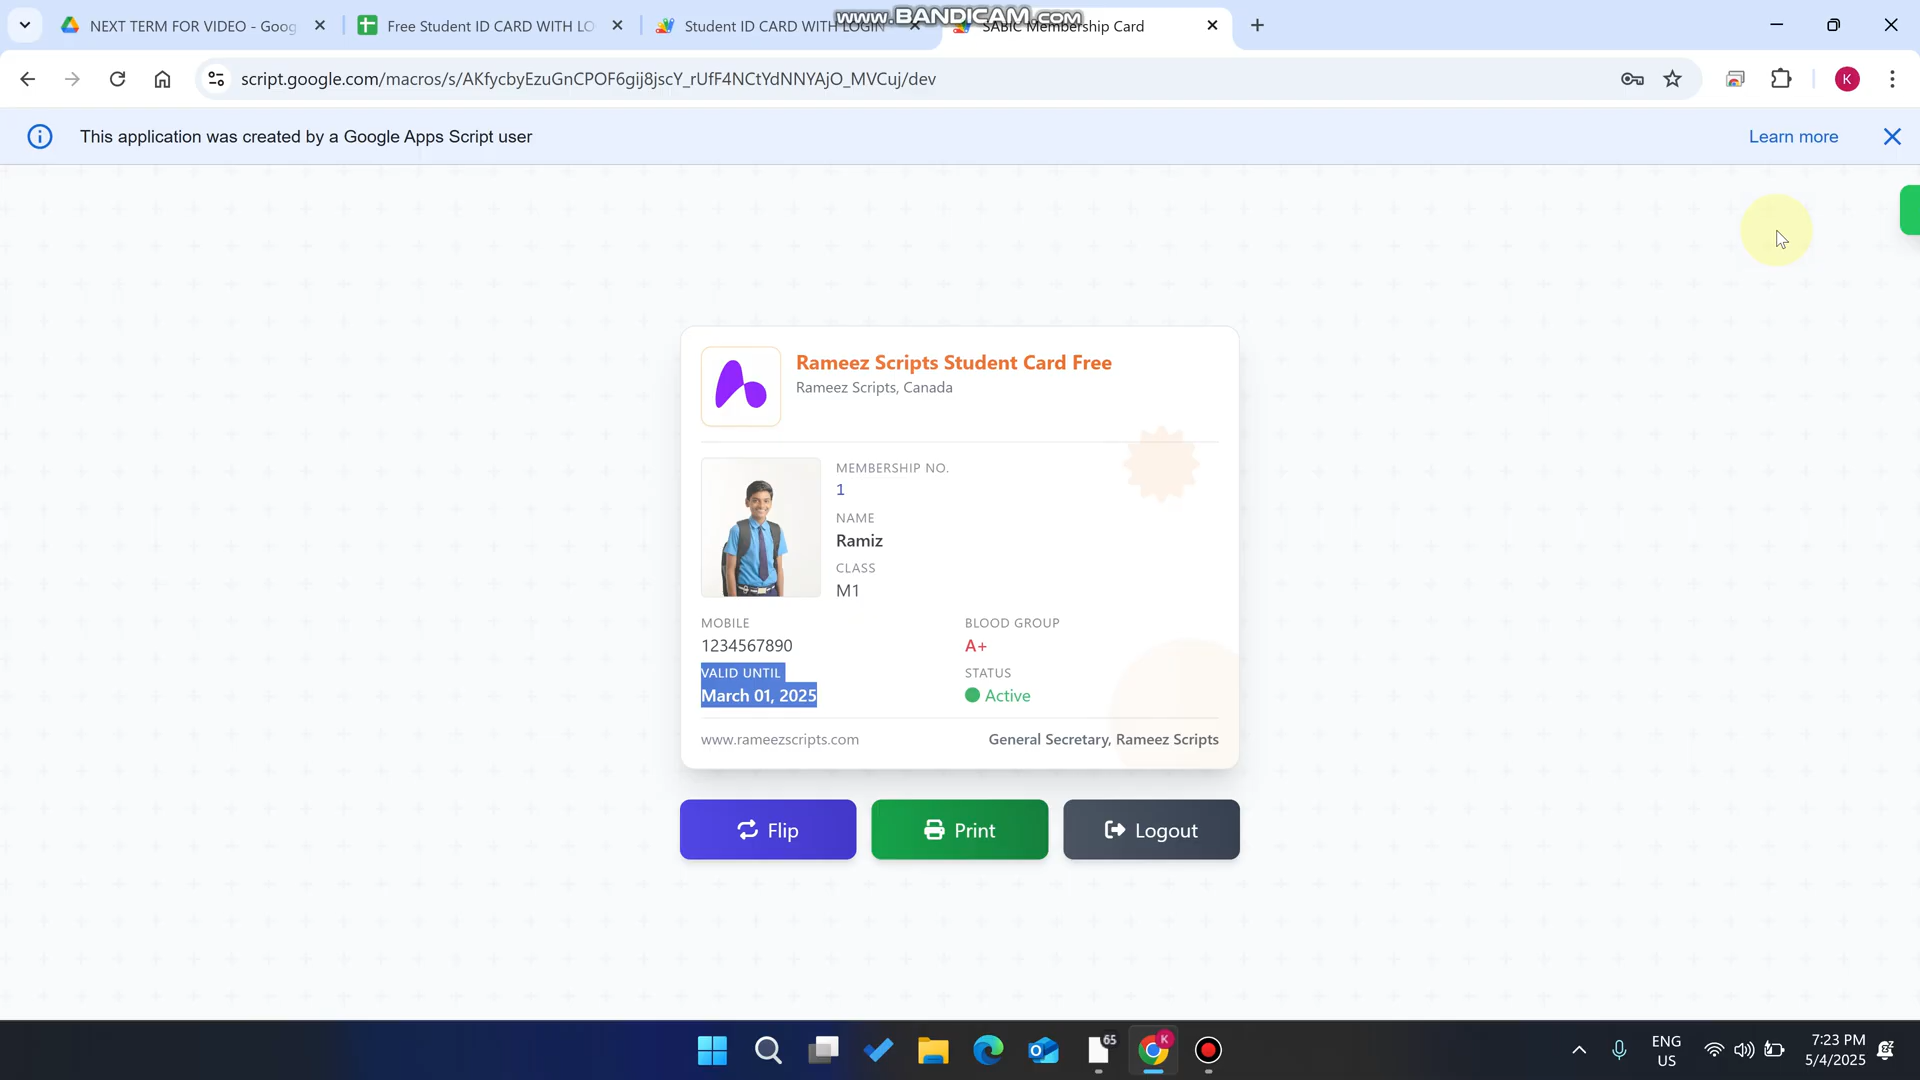 www.BANDICAM.com
NEXT TERM FOR VIDEO - Goog
Free Student ID CARD WITH LO
Student ID CARD WITH LOGIN
SABIC Membership Card
script.google.com/macros/s/AKfycbyEzuGnCPOF6gij8jscY_rUfF4NCtYdNNYAjO_MVCuj/dev
K
This application was created by a Google Apps Script user
Learn more
Rameez Scripts Student Card Free
Rameez Scripts, Canada
MEMBERSHIP NO.
1
NAME
Ramiz
CLASS
M1
MOBILE
1234567890
BLOOD GROUP
A+
VALID UNTIL
March 01, 2025
STATUS
Active
www.rameezscripts.com
General Secretary, Rameez Scripts
Flip
Print
Logout
65
K
ENG
US
7:23 PM
5/4/2025